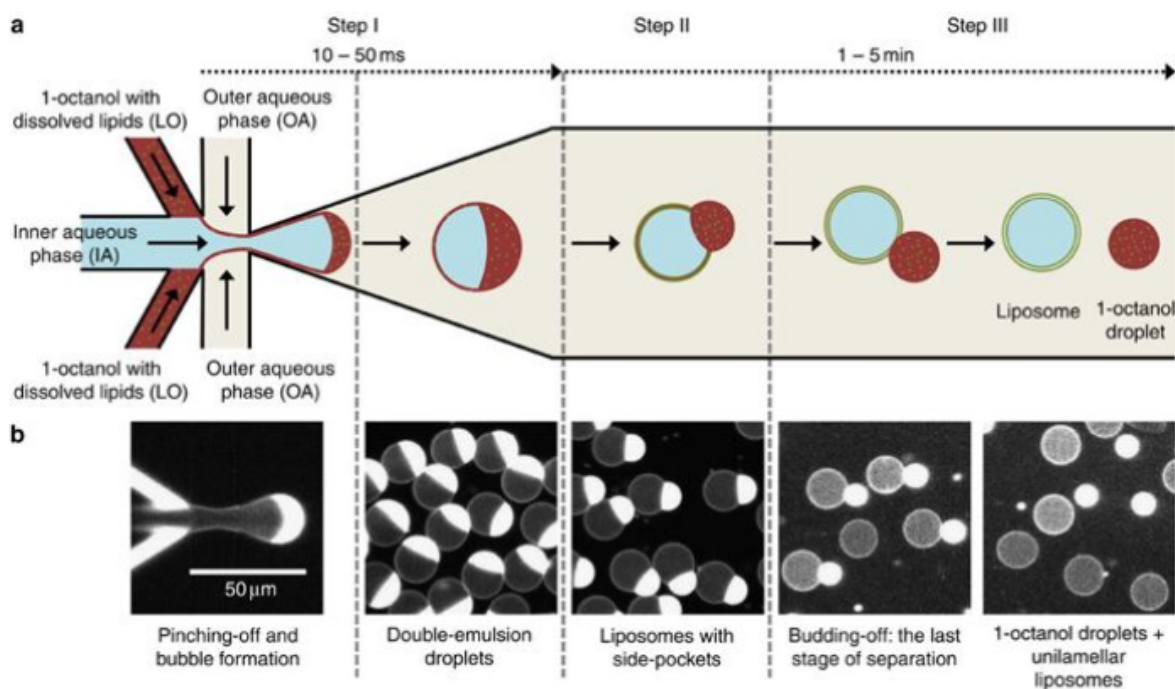 a
Step I
Step II
Step III
10 – 50 ms
1 – 5 min
1-octanol with
dissolved lipids (LO)
Outer aqueous
phase (OA)
Inner aqueous
phase (IA)
Liposome
1-octanol
droplet
1-octanol with
dissolved lipids (LO)
Outer aqueous
phase (OA)
b
50 μm
Pinching-off and
bubble formation
Double-emulsion
droplets
Liposomes with
side-pockets
Budding-off: the last
stage of separation
1-octanol droplets +
unilamellar
liposomes